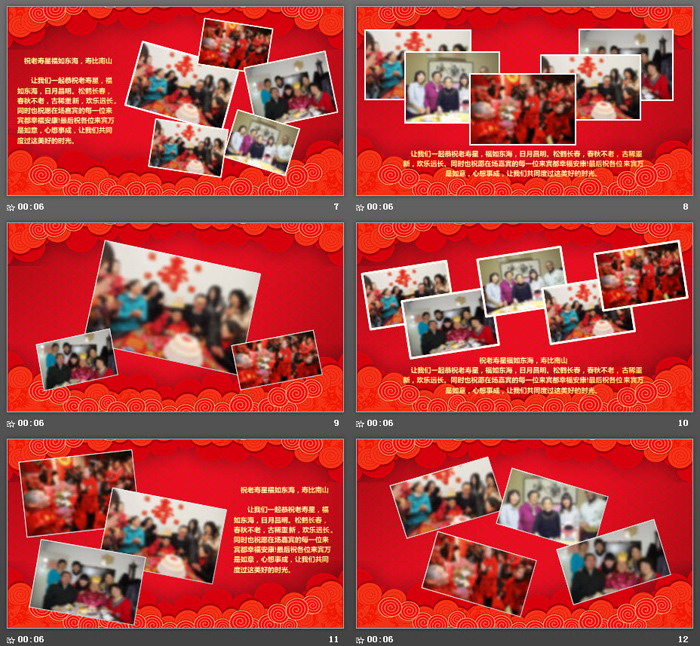 祝老寿星福如东海，寿比南山
让我们一起恭祝老寿星，福
如东海，日月昌明。松鹤长春，
春秋不老，古稀重新，欢乐远长。
同时也祝愿在场嘉宾的每一位来
宾都幸福安康!最后祝各位来宾万
是如意，心想事成，让我们共同
度过这美好的时光。
00:06
7
让我们一起恭祝老寿星，福如东海，日月昌明。松鹤长春，春秋不老，古稀重
新，欢乐远长。同时也祝愿在场嘉宾的每一位来宾都幸福安康!最后祝各位来宾万
是如意，心想事成，让我们共同度过这美好的时光。
00:06
8
00:06
9
祝老寿星福如东海，寿比南山
让我们一起恭祝老寿星，福如东海，日月昌明。松鹤长春，春秋不老，古稀重
新，欢乐远长。同时也祝愿在场嘉宾的每一位来宾都幸福安康!最后祝各位来宾万
是如意，心想事成，让我们共同度过这美好的时光。
00:06
10
祝老寿星福如东海，寿比南山
让我们一起恭祝老寿星，福
如东海，日月昌明。松鹤长春，
春秋不老，古稀重新，欢乐远长。
同时也祝愿在场嘉宾的每一位来
宾都幸福安康!最后祝各位来宾万
是如意，心想事成，让我们共同
度过这美好的时光。
00:06
11
00:06
12